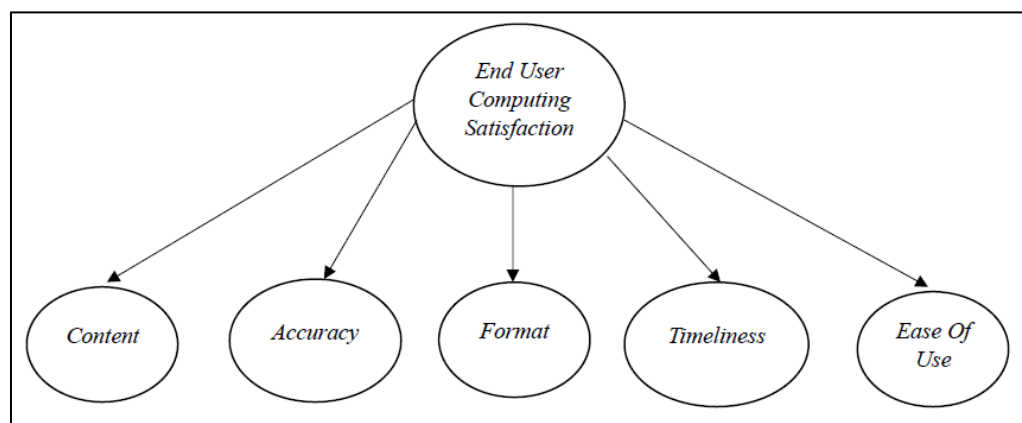 End User
Computing
Satisfaction
Content
Accuracy
Format
Timeliness
Ease Of
Use